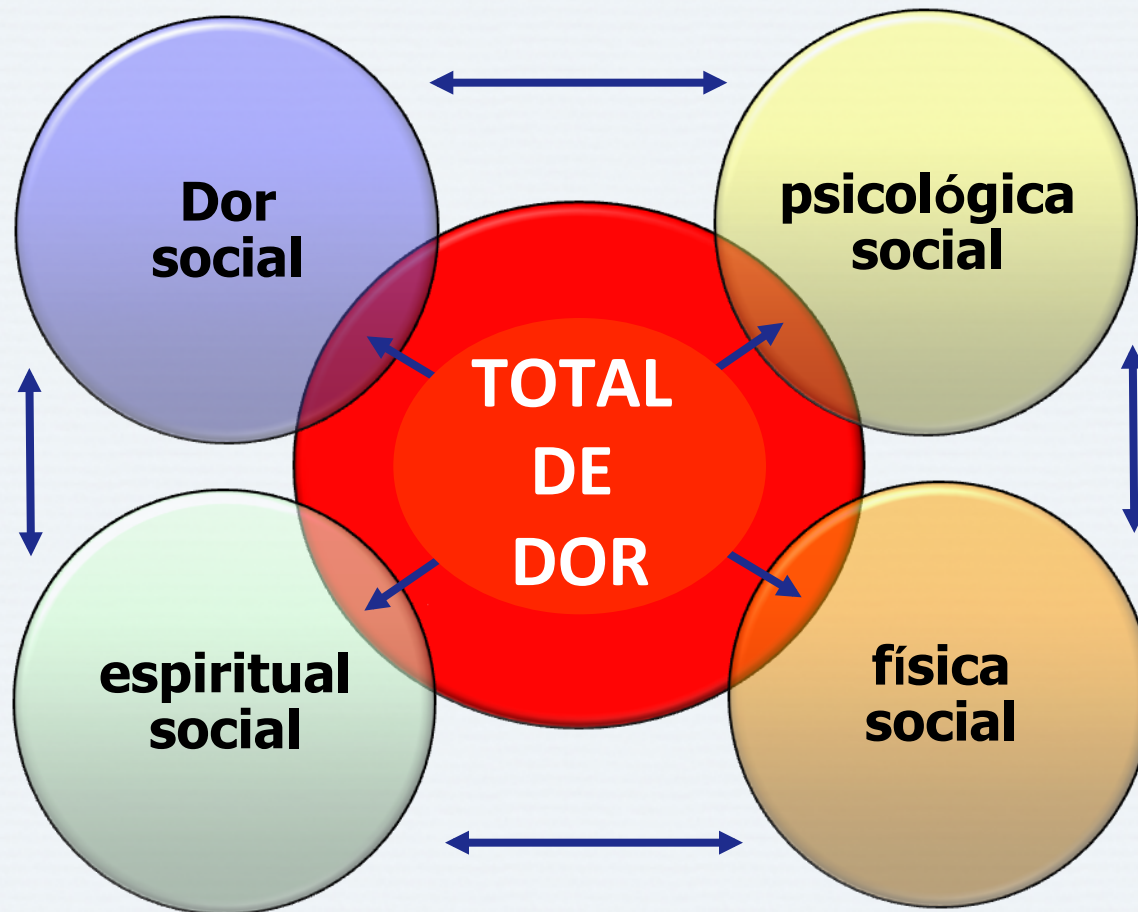 Dor
social
psicológica
social
TOTAL
DE
DOR
espiritual
social
física
social